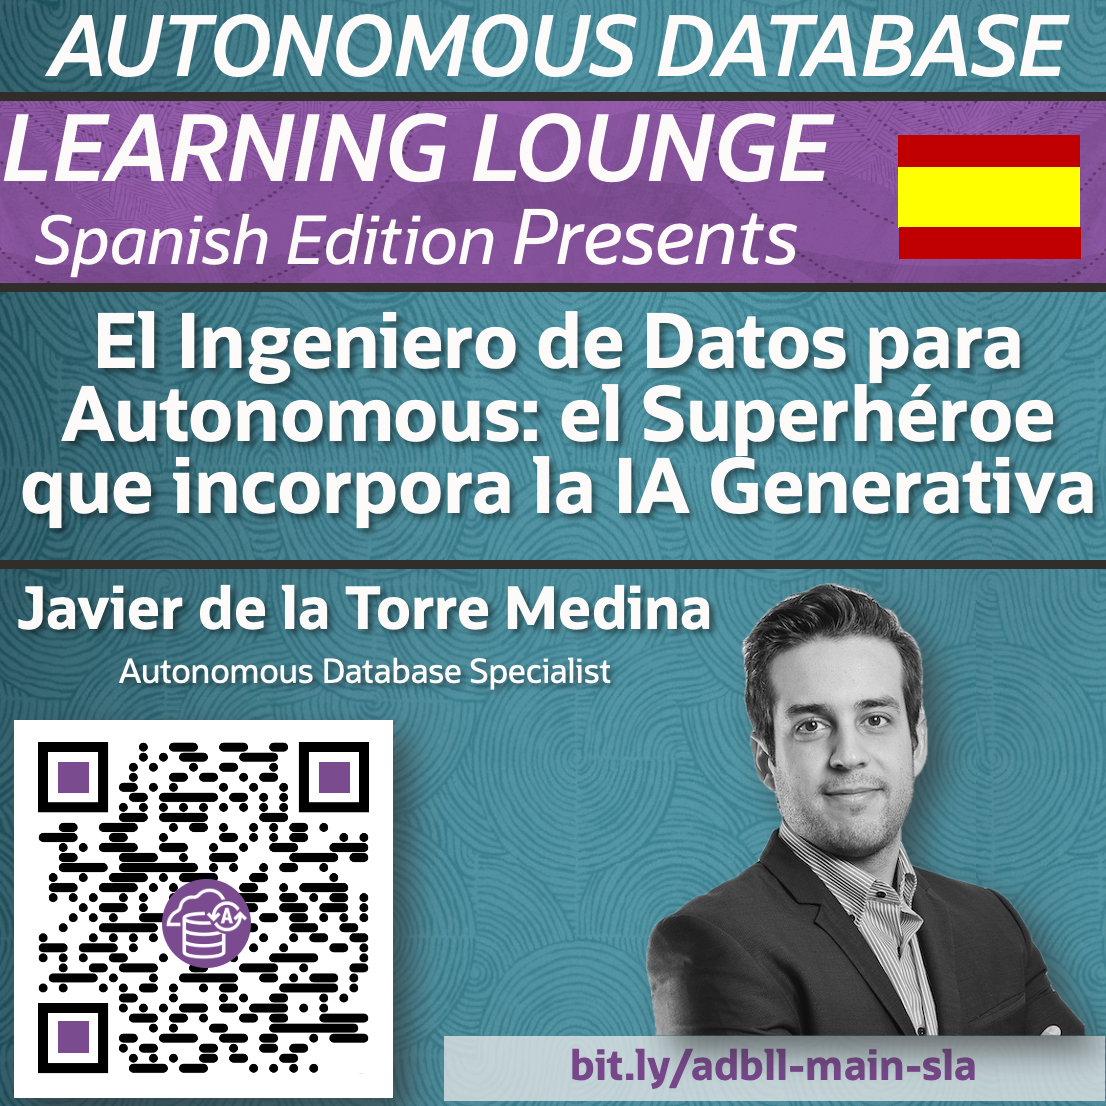 AUTONOMOUS DATABASE
LEARNING LOUNGE
Spanish Edition Presents
El Ingeniero de Datos para
Autonomous: el Superhéroe
que incorpora la IA Generativa
Javier de la Torre Medina
Autonomous Database Specialist
A
bit.ly/adbll-main-sla